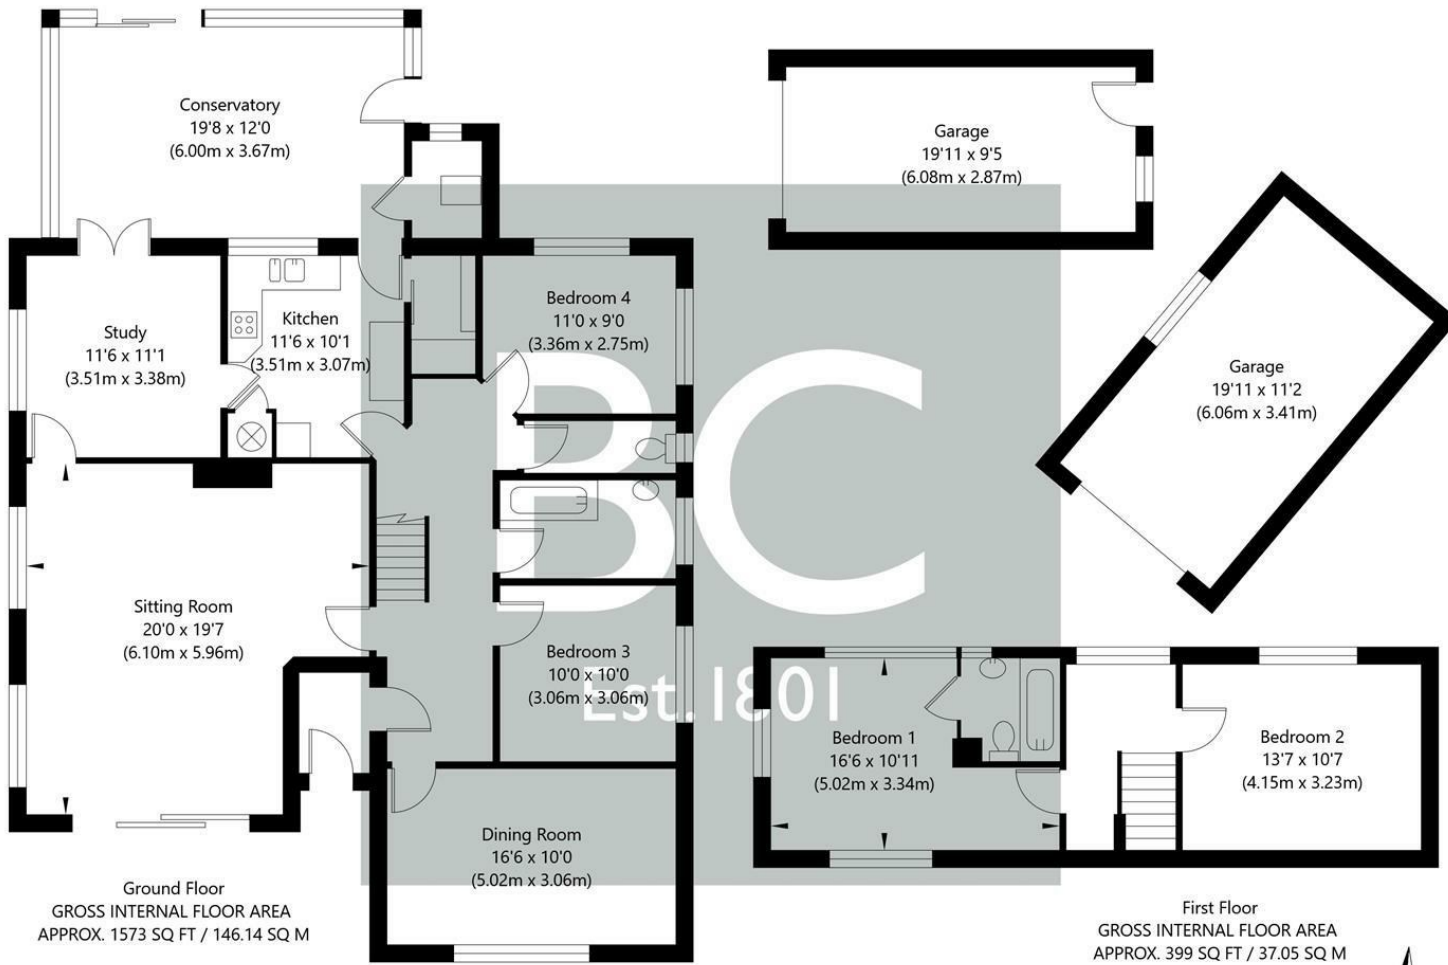 Conservatory
19'8 x 12'0
(6.00m x 3.67m)
Garage
19'11 x 9'5
(6.08m x 2.87m)
Study
11'6 x 11'1
(3.51m x 3.38m)
Kitchen
11'6 x 10'1
(3.51m x 3.07m)
Bedroom 4
11'0 x 9'0
(3.36m x 2.75m)
Garage
19'11 x 11'2
(6.06m x 3.41m)
BC
Est. 1801
Sitting Room
20'0 x 19'7
(6.10m x 5.96m)
Bedroom 3
10'0 x 10'0
(3.06m x 3.06m)
Bedroom 1
16'6 x 10'11
(5.02m x 3.34m)
Bedroom 2
13'7 x 10'7
(4.15m x 3.23m)
Dining Room
16'6 x 10'0
(5.02m x 3.06m)
Ground Floor
GROSS INTERNAL FLOOR AREA
APPROX. 1573 SQ FT / 146.14 SQ M
First Floor
GROSS INTERNAL FLOOR AREA
APPROX. 399 SQ FT / 37.05 SQ M